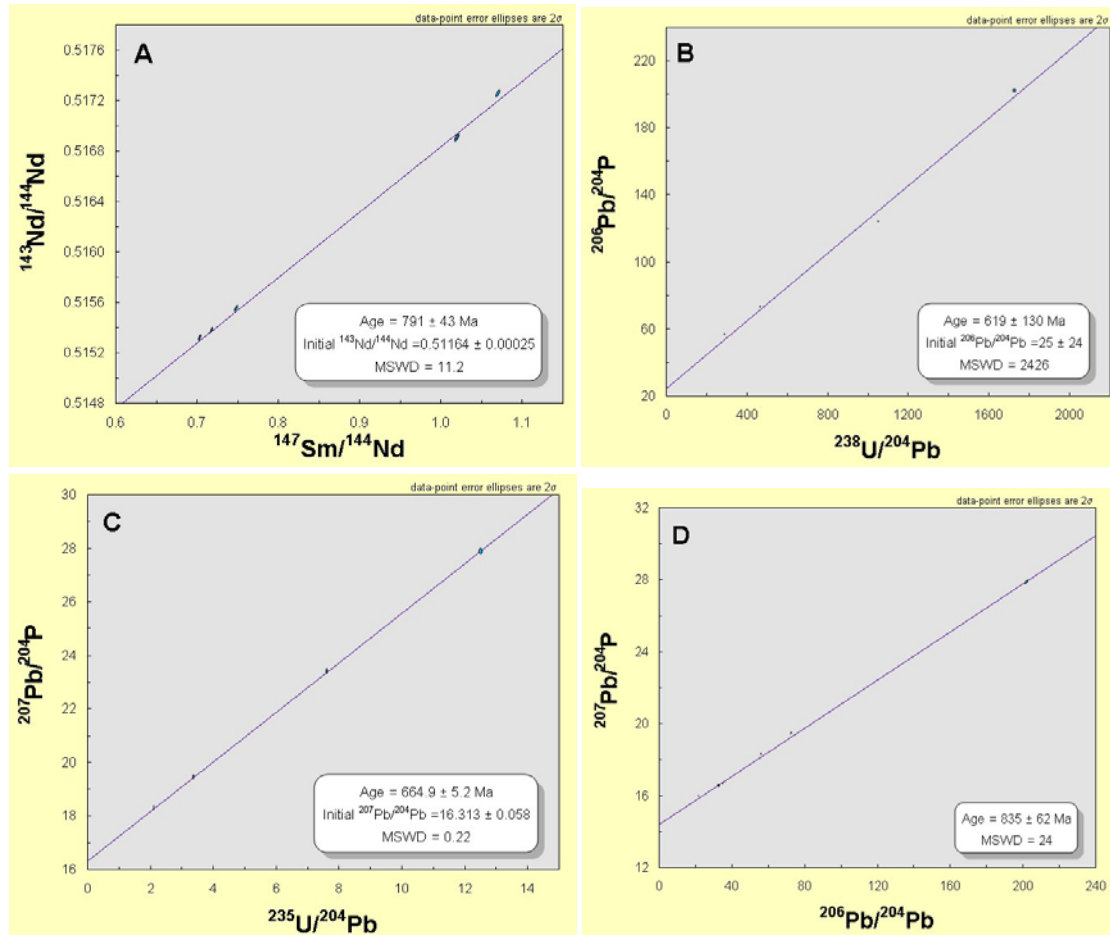 data-point error ellipses are 2σ
A
0.5176
0.5172
0.5168
0.5164
0.5160
0.5156
0.5152
0.5148
¹⁴³Nd/¹⁴⁴Nd
Age = 791 ± 43 Ma
Initial ¹⁴³Nd/¹⁴⁴Nd =0.51164 ± 0.00025
MSWD = 11.2
0.6 0.7 0.8 0.9 1.0 1.1
¹⁴⁷Sm/¹⁴⁴Nd
data-point error ellipses are 2σ
B
220
180
140
100
60
20
²⁰⁶Pb/²⁰⁴P
Age = 619 ± 130 Ma
Initial ²⁰⁶Pb/²⁰⁴Pb =25 ± 24
MSWD = 2426
0 400 800 1200 1600 2000
²³⁸U/²⁰⁴Pb
data-point error ellipses are 2σ
C
30
28
26
24
22
20
18
16
²⁰⁷Pb/²⁰⁴P
Age = 664.9 ± 5.2 Ma
Initial ²⁰⁷Pb/²⁰⁴Pb =16.313 ± 0.058
MSWD = 0.22
0 2 4 6 8 10 12 14
²³⁵U/²⁰⁴Pb
data-point error ellipses are 2σ
D
32
28
24
20
16
12
²⁰⁷Pb/²⁰⁴P
Age = 835 ± 62 Ma
MSWD = 24
0 40 80 120 160 200 240
²⁰⁶Pb/²⁰⁴Pb